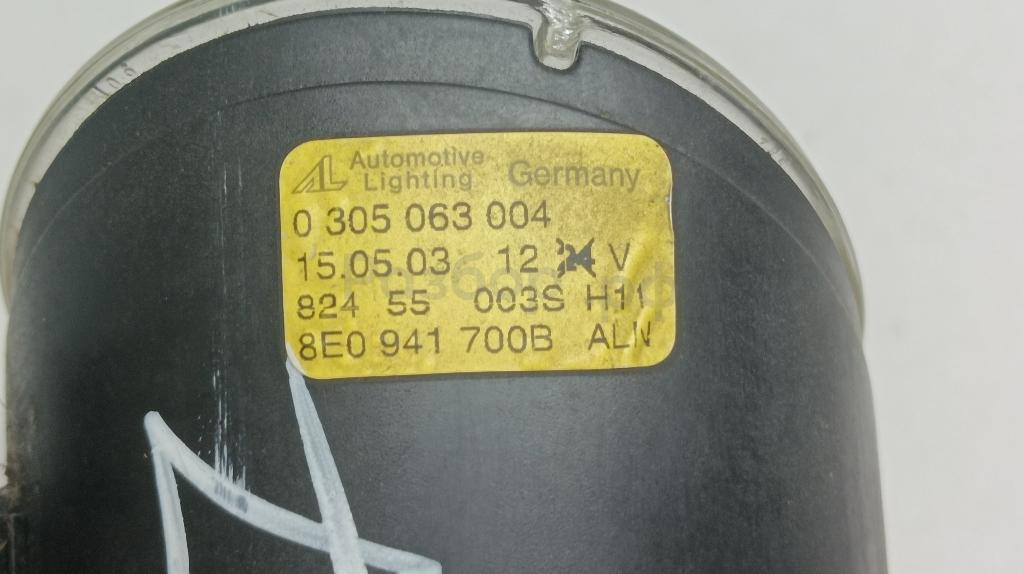 Automotive
Lighting
Germany
0 305 063 004
15.05.03 12 24 V
824 55 003S H11
8E0 941 700B ALN